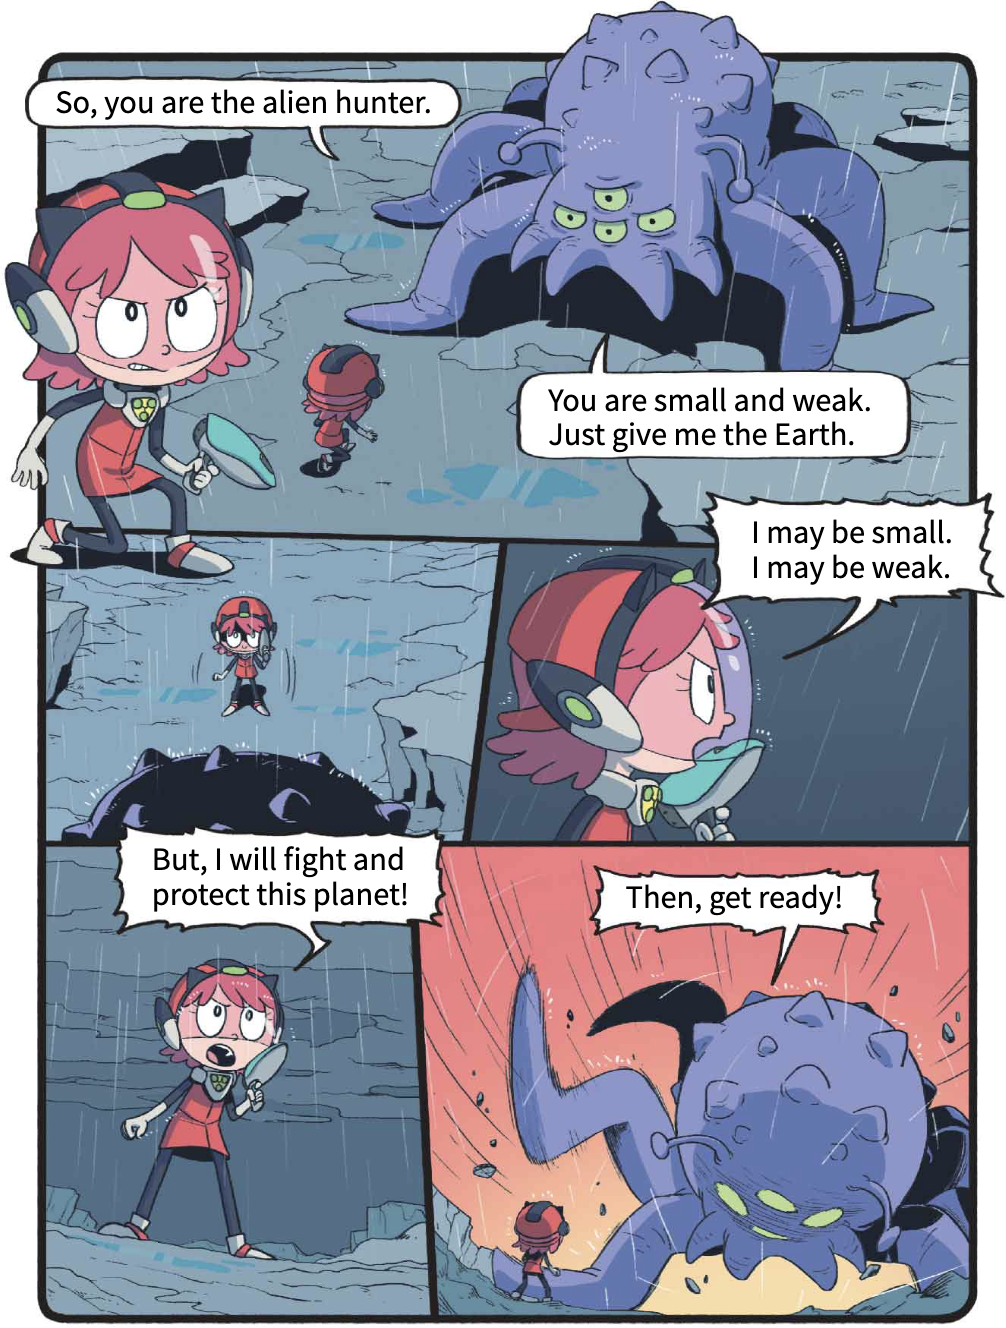 So, you are the alien hunter.
You are small and weak.
Just give me the Earth.
I may be small.
I may be weak.
But, I will fight and
protect this planet!
Then, get ready!